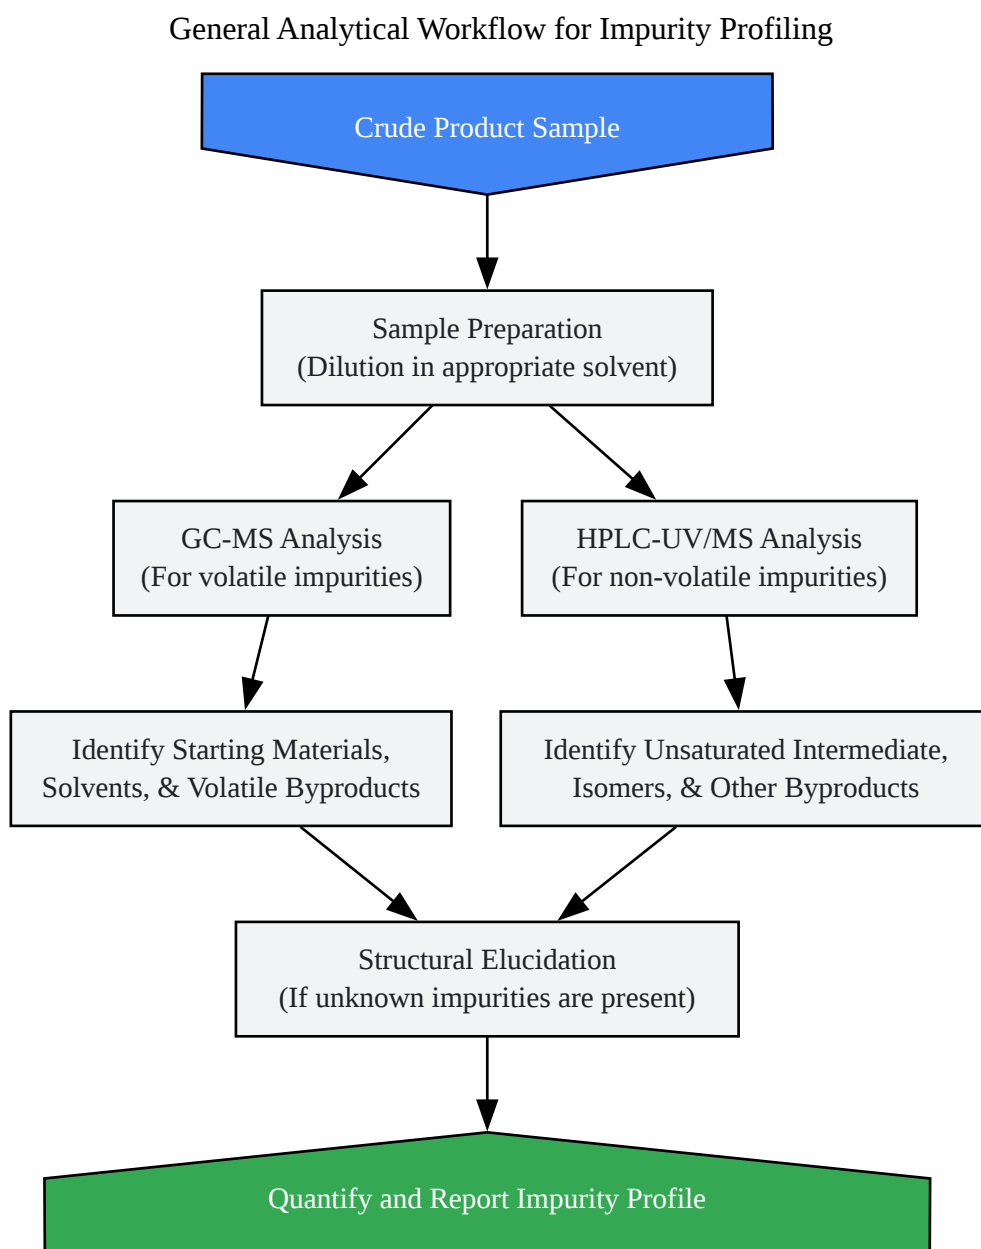 General Analytical Workflow for Impurity Profiling
Crude Product Sample
Sample Preparation
(Dilution in appropriate solvent)
GC-MS Analysis
(For volatile impurities)
HPLC-UV/MS Analysis
(For non-volatile impurities)
Identify Starting Materials,
Solvents, & Volatile Byproducts
Identify Unsaturated Intermediate,
Isomers, & Other Byproducts
Structural Elucidation
(If unknown impurities are present)
Quantify and Report Impurity Profile